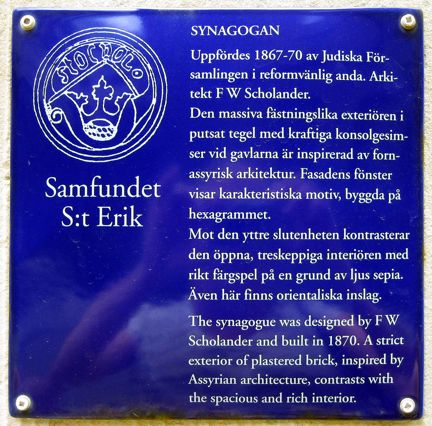 STOCHOLM
Samfundet
S:t Erik
SYNAGOGAN
Uppfördes 1867-70 av Judiska För-
samlingen i reformvänlig anda. Arki-
tekt F W Scholander.
Den massiva fästningslika exteriören i
putsat tegel med kraftiga konsolgesim-
ser vid gavlarna är inspirerad av forn-
assyrisk arkitektur. Fasadens fönster
visar karakteristiska motiv, byggda på
hexagrammet.
Mot den yttre slutenheten kontrasterar
den öppna, treskeppiga interiören med
rikt färgspel på en grund av ljus sepia.
Även här finns orientaliska inslag.
The synagogue was designed by F W
Scholander and built in 1870. A strict
exterior of plastered brick, inspired by
Assyrian architecture, contrasts with
the spacious and rich interior.